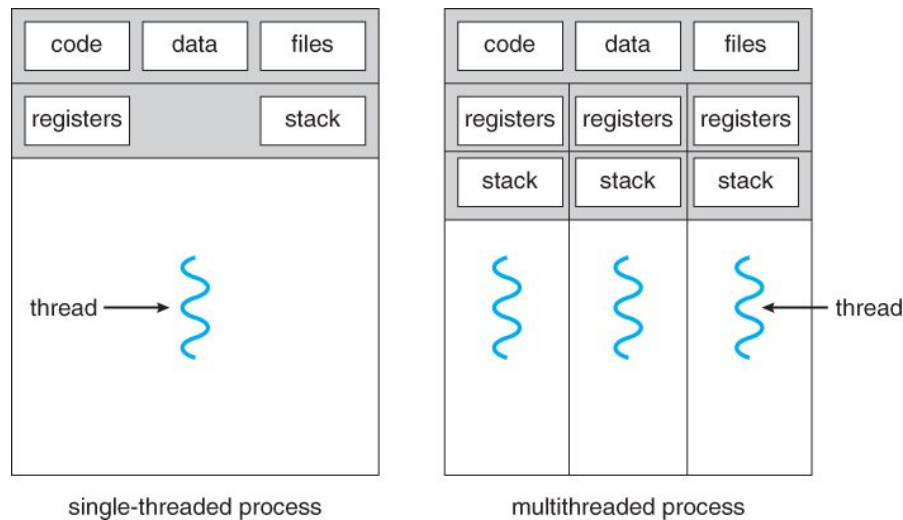 code data files code data files
registers stack registers registers registers
stack stack stack
thread thread
single-threaded process multithreaded process